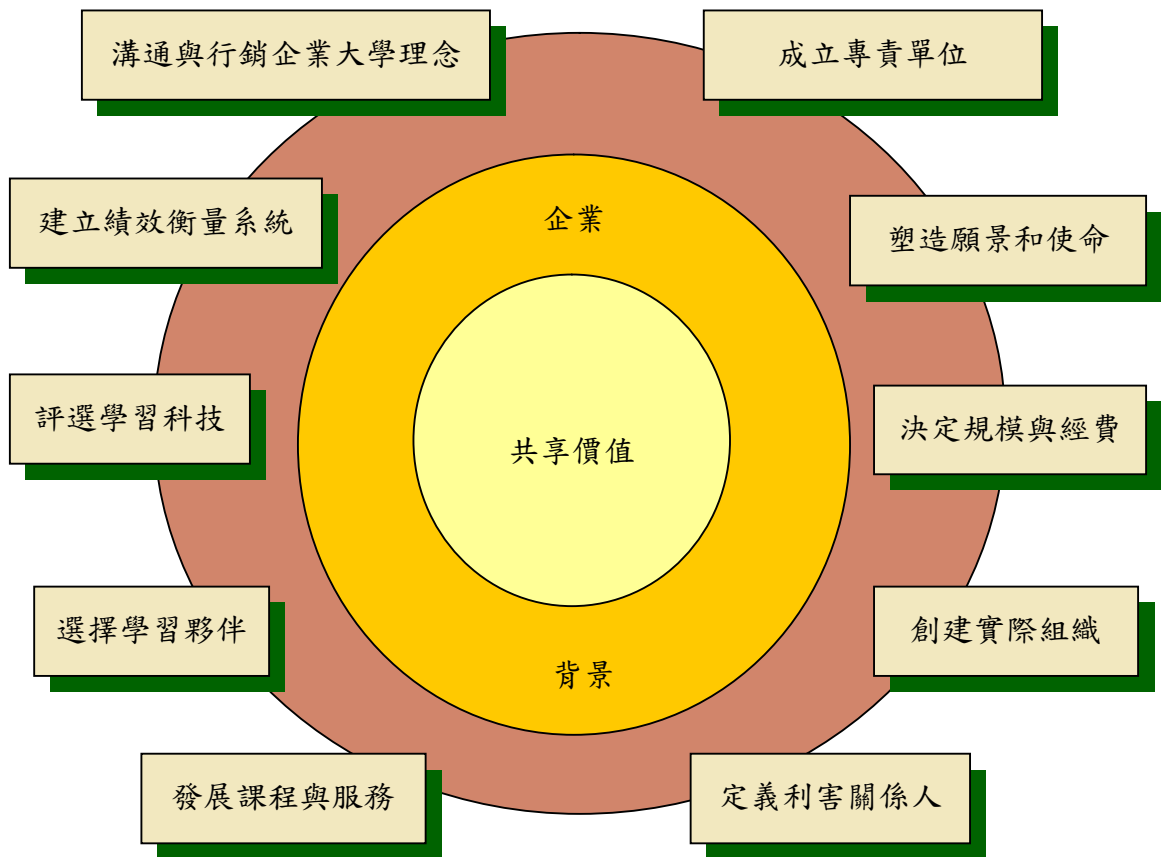 溝通與行銷企業大學理念
成立專責單位
建立績效衡量系統
企業
塑造願景和使命
評選學習科技
共享價值
決定規模與經費
選擇學習夥伴
創建實際組織
背景
發展課程與服務
定義利害關係人